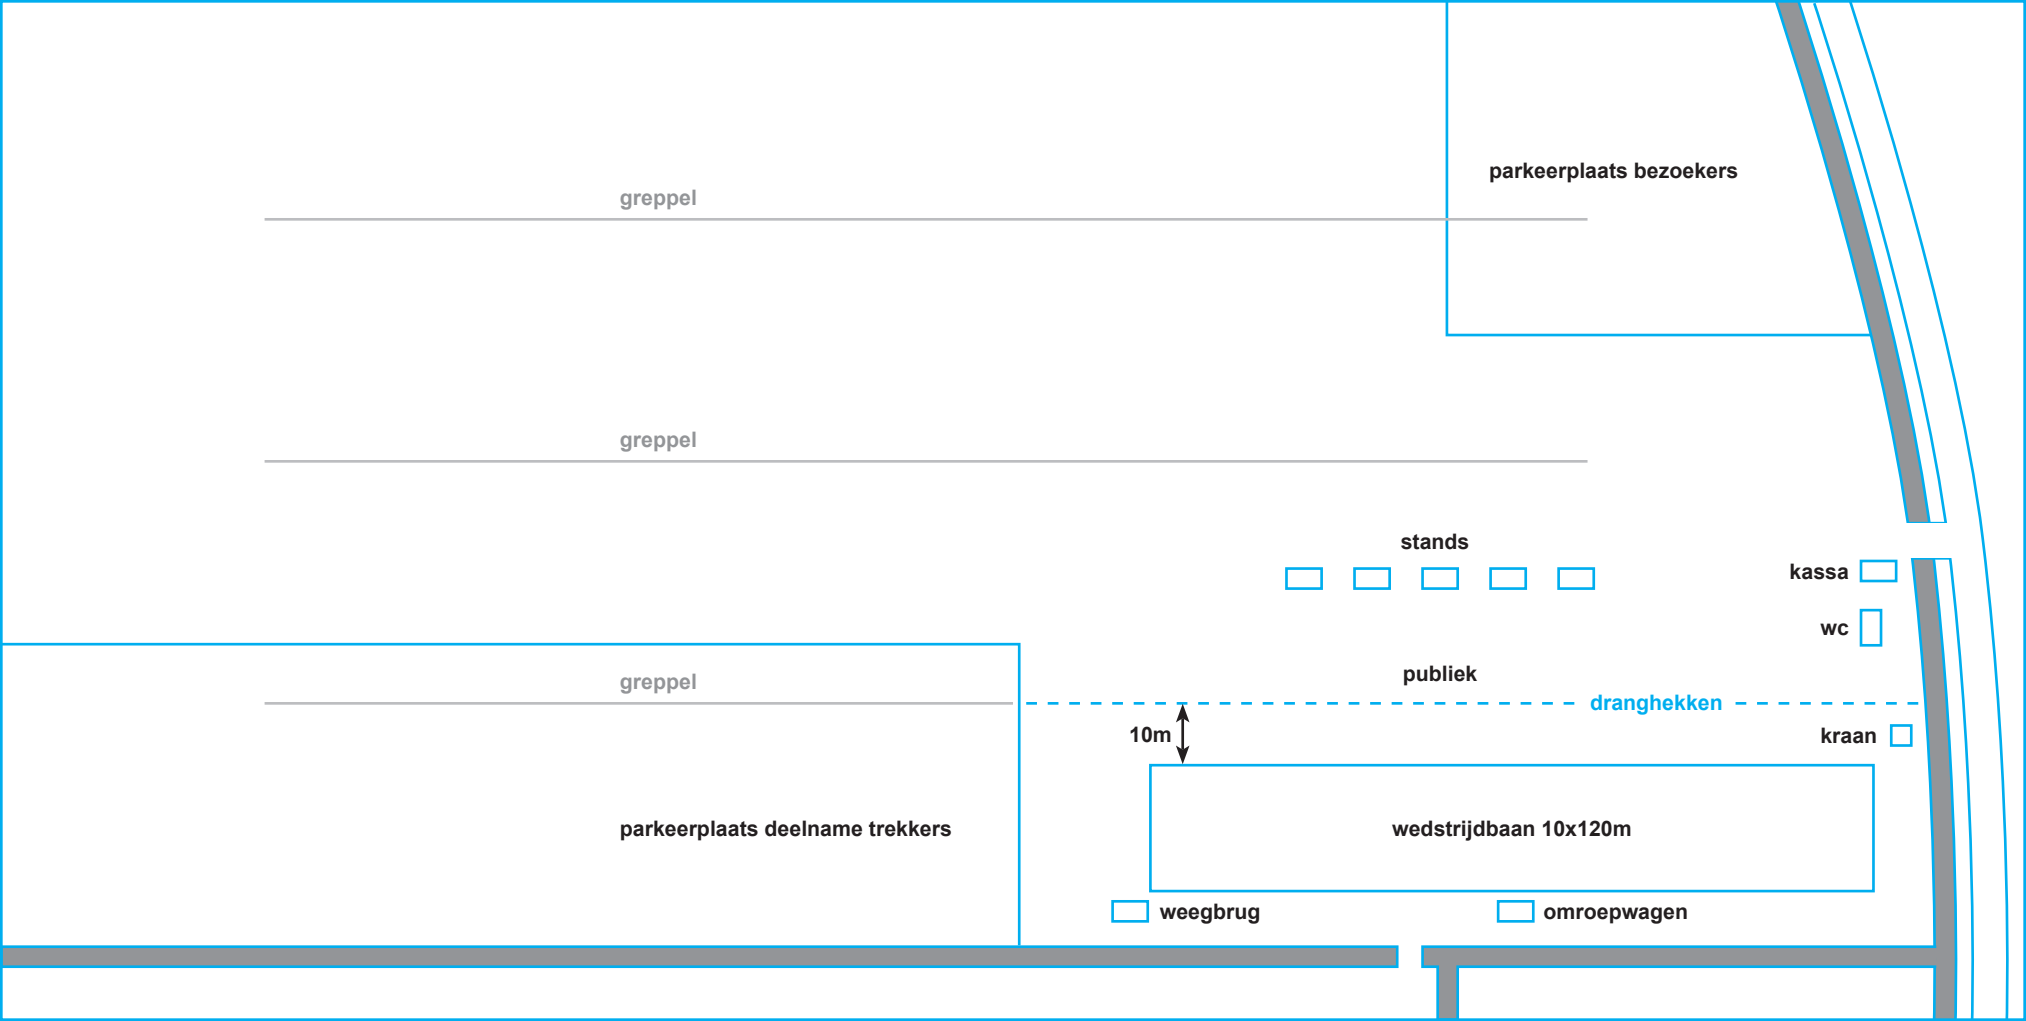 parkeerplaats bezoekers
greppel
greppel
stands
kassa
wc
publiek
greppel
dranghekken
10m
kraan
parkeerplaats deelname trekkers
wedstrijdbaan 10x120m
weegbrug
omroepwagen